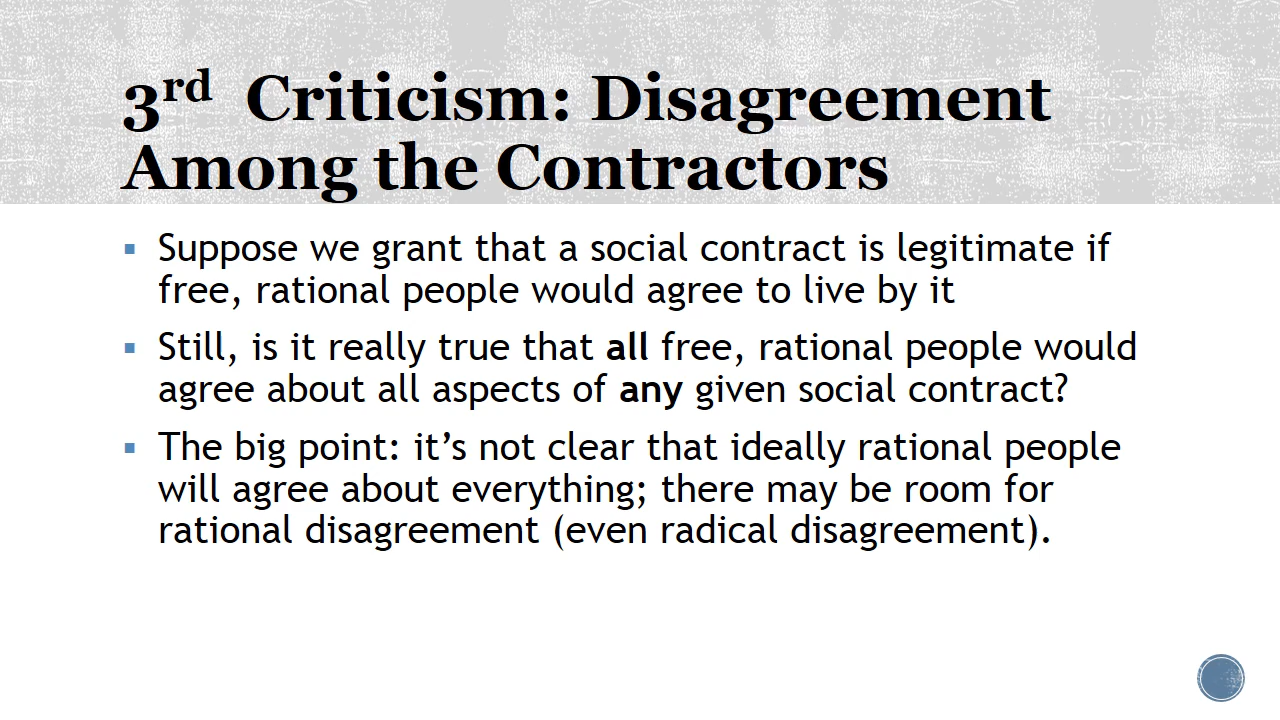 3rd Criticism: Disagreement
Among the Contractors
▪ Suppose we grant that a social contract is legitimate if
free, rational people would agree to live by it
▪ Still, is it really true that all free, rational people would
agree about all aspects of any given social contract?
▪ The big point: it’s not clear that ideally rational people
will agree about everything; there may be room for
rational disagreement (even radical disagreement).